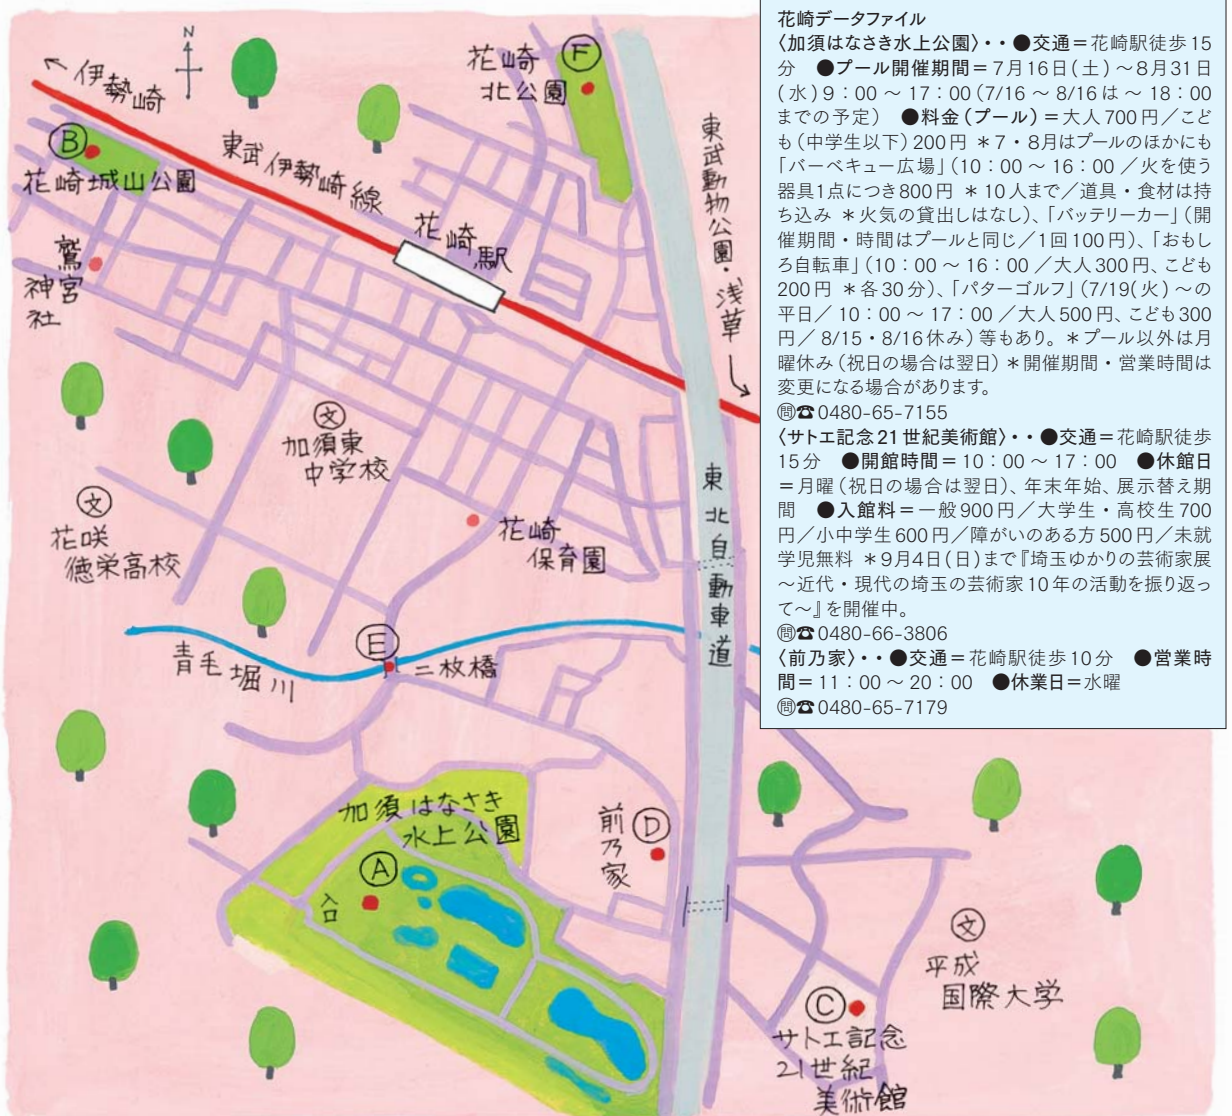 N
伊勢崎
B
花崎城山公園
東武伊勢崎線
花崎
北公園
F
東武動物公園・浅草
花崎駅
鷲宮
神社
文
加須東
中学校
文
花咲
徳栄高校
花崎
保育園
東北自動車道
E
二枚橋
青毛堀川
加須はなさき
水上公園
A
入口
前乃家
D
文
平成
国際大学
C
サトエ記念
21世紀
美術館
花崎データファイル
〈加須はなさき水上公園〉・・●交通=花崎駅徒歩15
分 ●プール開催期間=7月16日(土)~8月31日
(水)9:00~17:00(7/16~8/16は~18:00
までの予定) ●料金(プール)=大人700円/こど
も(中学生以下)200円 *7・8月はプールのほかにも
「バーベキュー広場」(10:00~16:00/火を使う
器具1点につき800円 *10人まで/道具・食材は持
ち込み *火気の貸出しはなし)、「バッテリーカー」(開
催期間・時間はプールと同じ/1回100円)、「おもし
ろ自転車」(10:00~16:00/大人300円、こども
200円 *各30分)、「パターゴルフ」(7/19(火)~の
平日/10:00~17:00/大人500円、こども300
円/8/15・8/16休み)等もあり。*プール以外は月
曜休み(祝日の場合は翌日)*開催期間・営業時間は
変更になる場合があります。
㉄☎0480-65-7155
〈サトエ記念21世紀美術館〉・・●交通=花崎駅徒歩
15分 ●開館時間=10:00~17:00 ●休館日
=月曜(祝日の場合は翌日)、年末年始、展示替え期
間 ●入館料=一般900円/大学生・高校生700
円/小中学生600円/障がいのある方500円/未就
学児無料 *9月4日(日)まで『埼玉ゆかりの芸術家展
~近代・現代の埼玉の芸術家10年の活動を振り返っ
て~』を開催中。
㉄☎0480-66-3806
〈前乃家〉・・●交通=花崎駅徒歩10分 ●営業時
間=11:00~20:00 ●休業日=水曜
㉄☎0480-65-7179